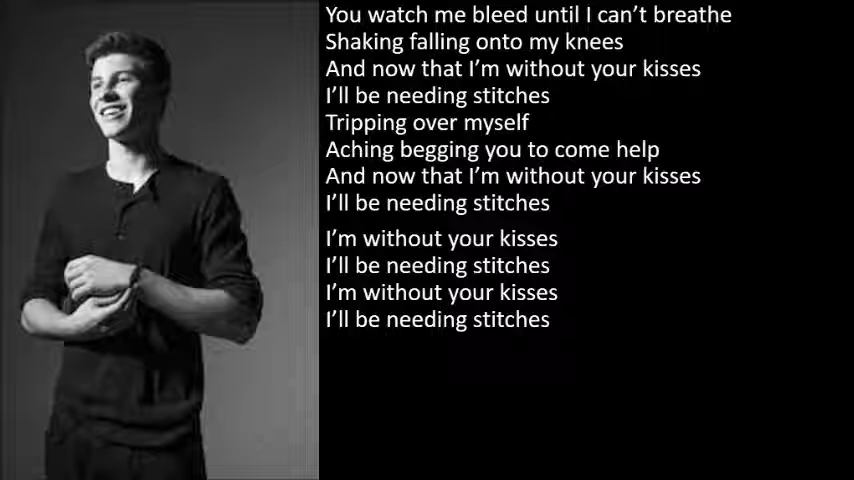 You watch me bleed until I can’t breathe
Shaking falling onto my knees
And now that I’m without your kisses
I’ll be needing stitches
Tripping over myself
Aching begging you to come help
And now that I’m without your kisses
I’ll be needing stitches
I’m without your kisses
I’ll be needing stitches
I’m without your kisses
I’ll be needing stitches